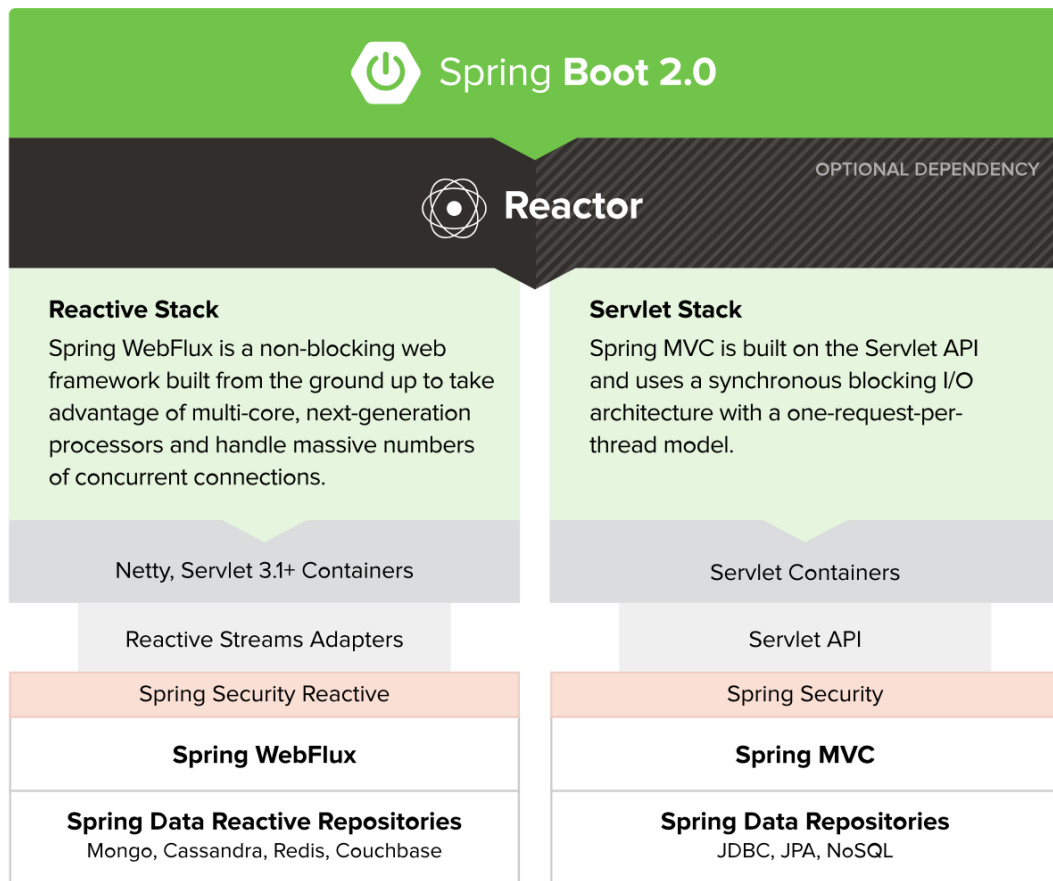 Spring Boot 2.0
OPTIONAL DEPENDENCY
Reactor
Reactive Stack
Spring WebFlux is a non-blocking web
framework built from the ground up to take
advantage of multi-core, next-generation
processors and handle massive numbers
of concurrent connections.
Servlet Stack
Spring MVC is built on the Servlet API
and uses a synchronous blocking I/O
architecture with a one-request-per-
thread model.
Netty, Servlet 3.1+ Containers
Servlet Containers
Reactive Streams Adapters
Servlet API
Spring Security Reactive
Spring Security
Spring WebFlux
Spring MVC
Spring Data Reactive Repositories
Mongo, Cassandra, Redis, Couchbase
Spring Data Repositories
JDBC, JPA, NoSQL